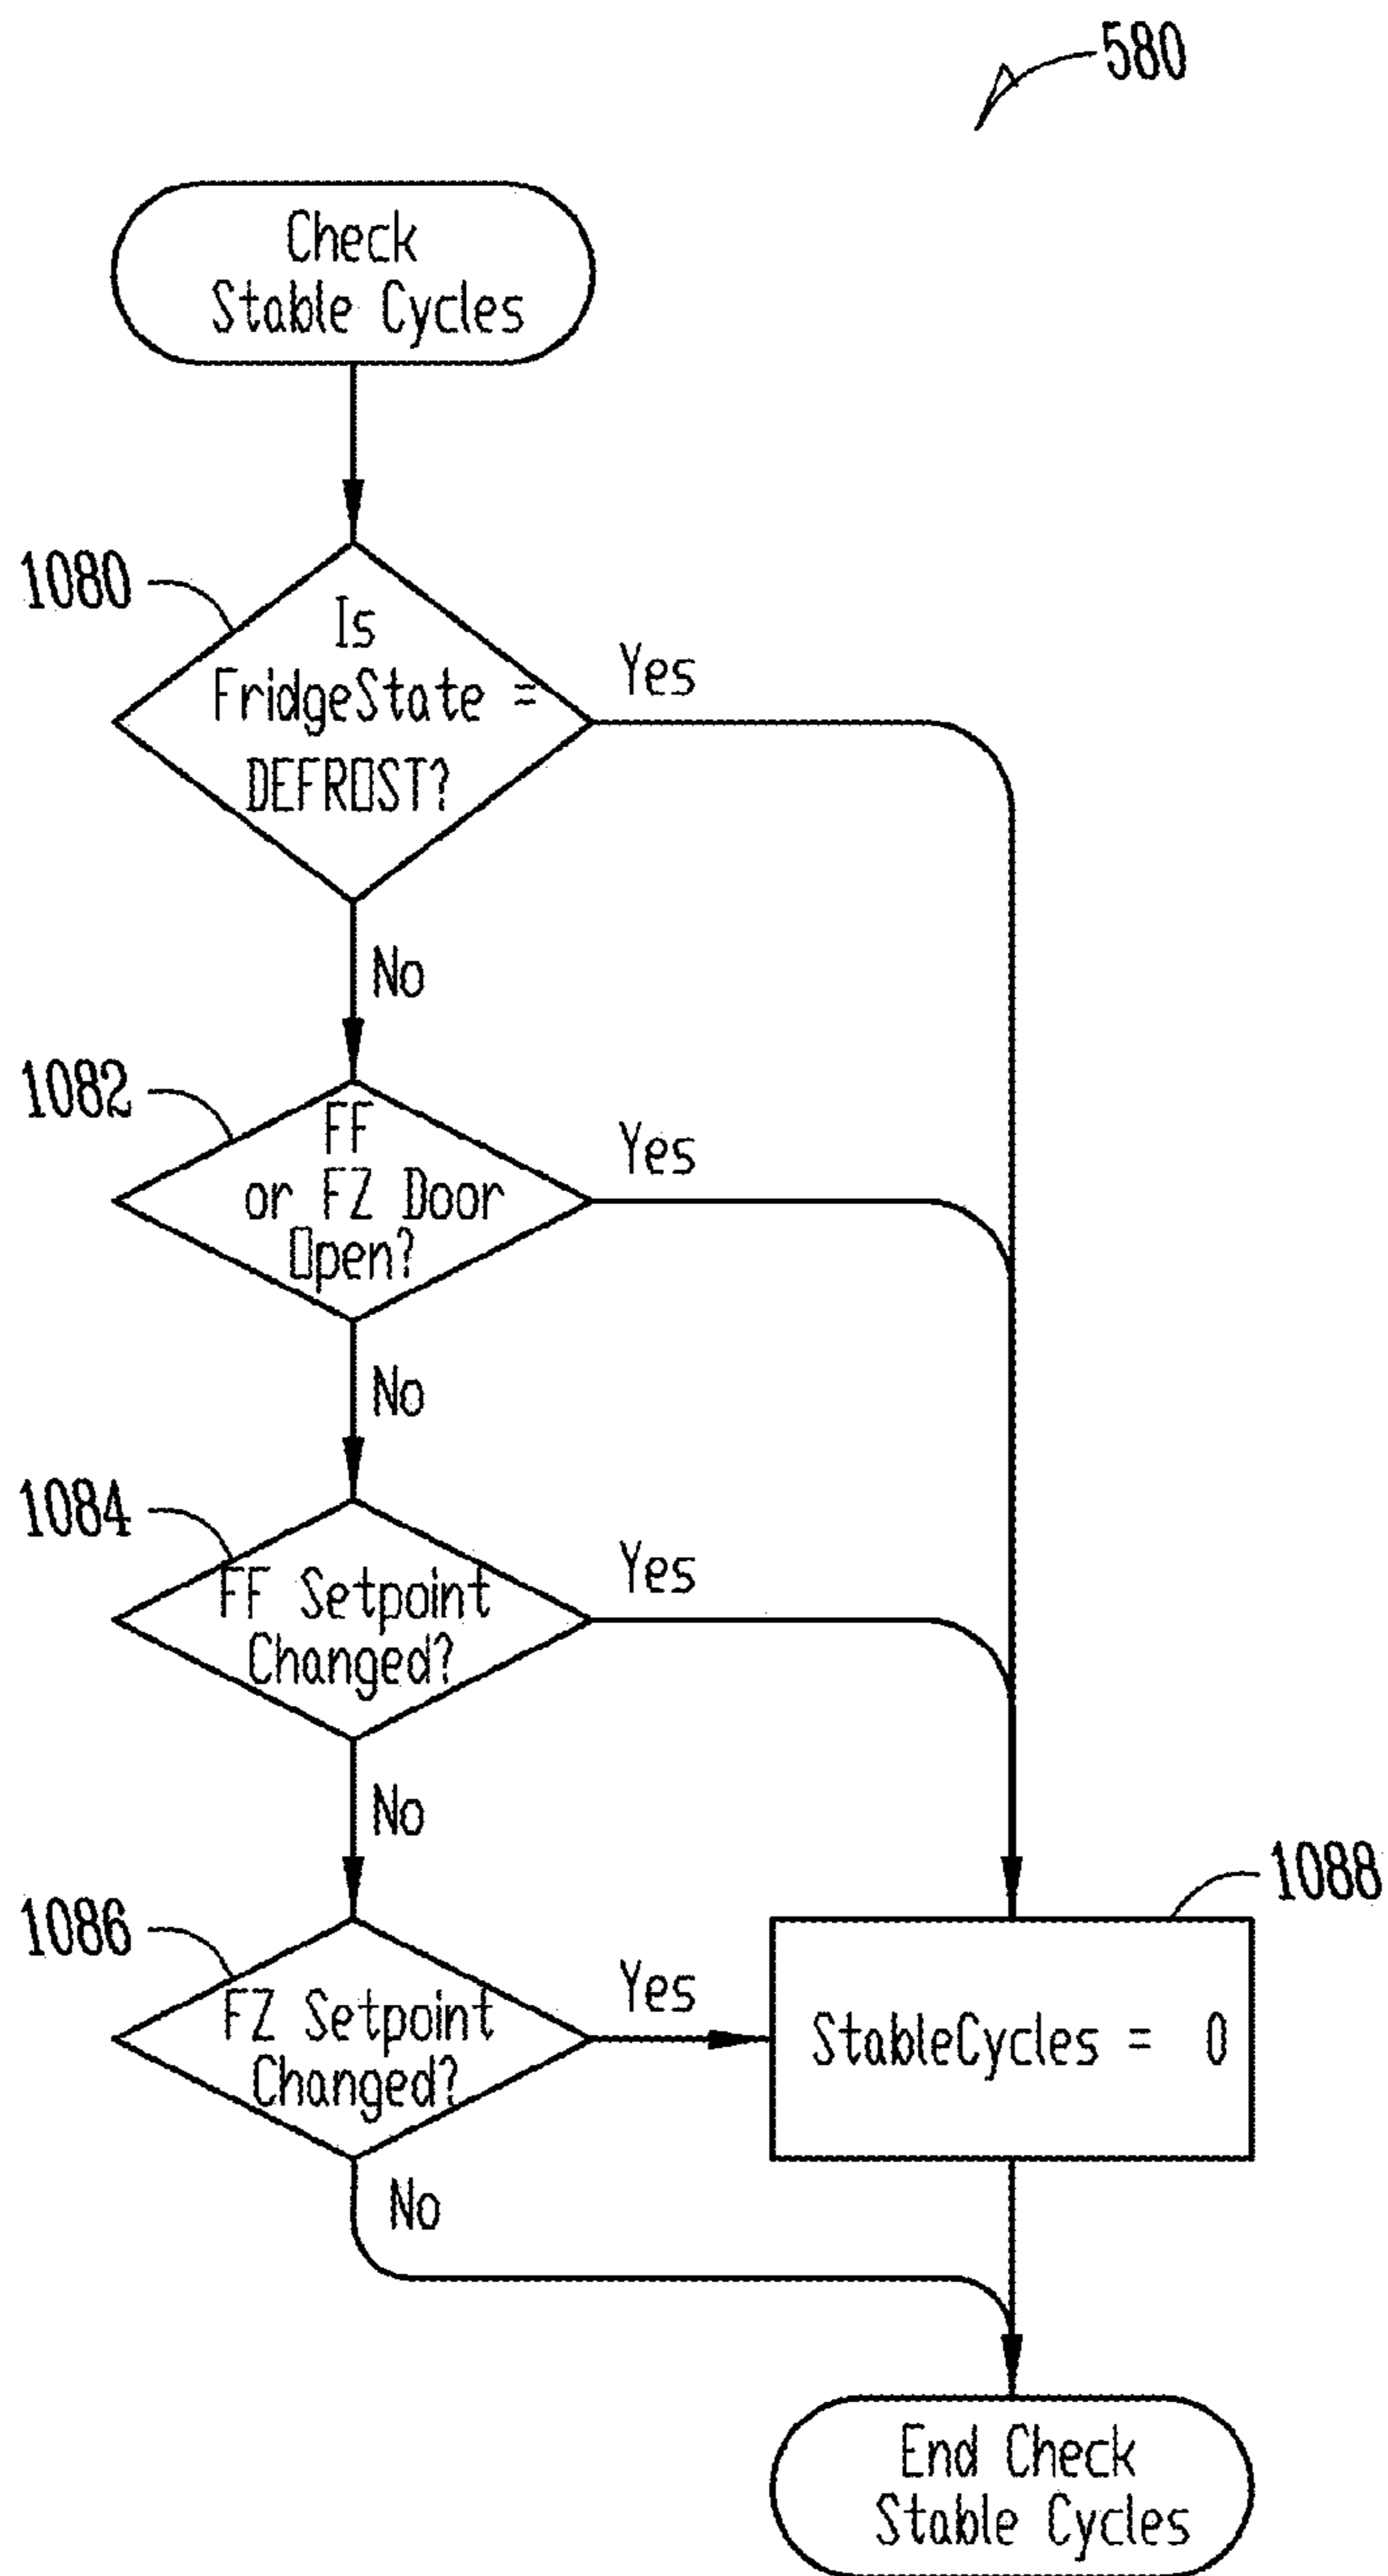 580
Check
Stable Cycles
1080
Is
FridgeState =
DEFROST?
Yes
No
1082
FF
or FZ Door
Open?
Yes
No
1084
FF Setpoint
Changed?
Yes
No
1086
FZ Setpoint
Changed?
Yes
No
1088
StableCycles = 0
End Check
Stable Cycles